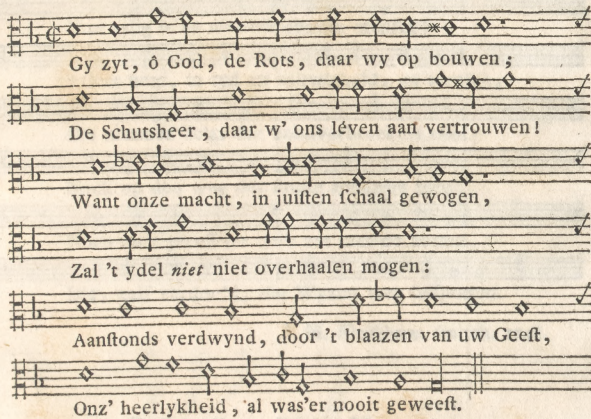 Gy zyt, ô God, de Rots, daar wy op bouwen;
De Schutsheer, daar w' ons léven aan vertrouwen!
Want onze macht, in juiſten ſchaal gewogen,
Zal 't ydel niet niet overhaalen mogen:
Aanſtonds verdwynd, door 't blaazen van uw Geeſt,
Onz' heerlykheid, al was'er nooit geweeſt.